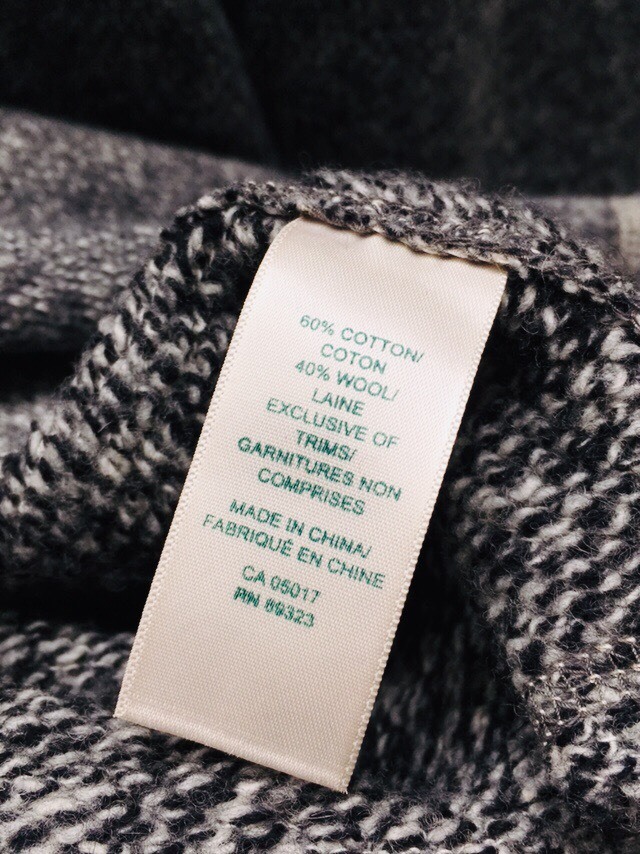 60% COTTON/
COTON
40% WOOL/
LAINE
EXCLUSIVE OF
TRIMS/
GARNITURES NON
COMPRISES
MADE IN CHINA/
FABRIQUÉ EN CHINE
CA 05017
RN 89323